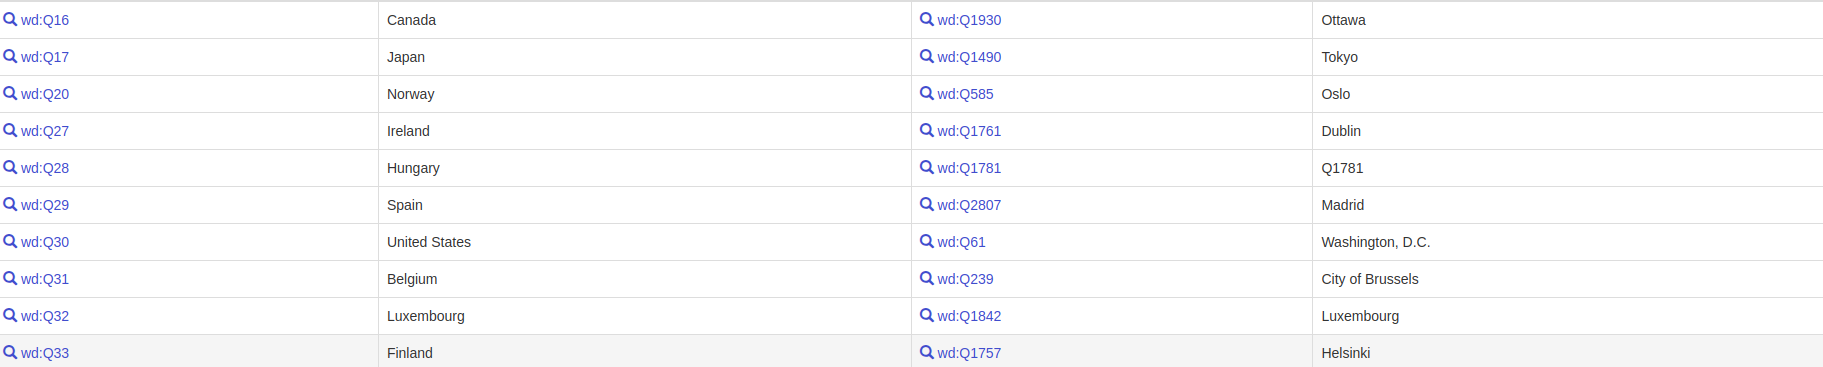 wd:Q16 Canada wd:Q1930 Ottawa
wd:Q17 Japan wd:Q1490 Tokyo
wd:Q20 Norway wd:Q585 Oslo
wd:Q27 Ireland wd:Q1761 Dublin
wd:Q28 Hungary wd:Q1781 Q1781
wd:Q29 Spain wd:Q2807 Madrid
wd:Q30 United States wd:Q61 Washington, D.C.
wd:Q31 Belgium wd:Q239 City of Brussels
wd:Q32 Luxembourg wd:Q1842 Luxembourg
wd:Q33 Finland wd:Q1757 Helsinki